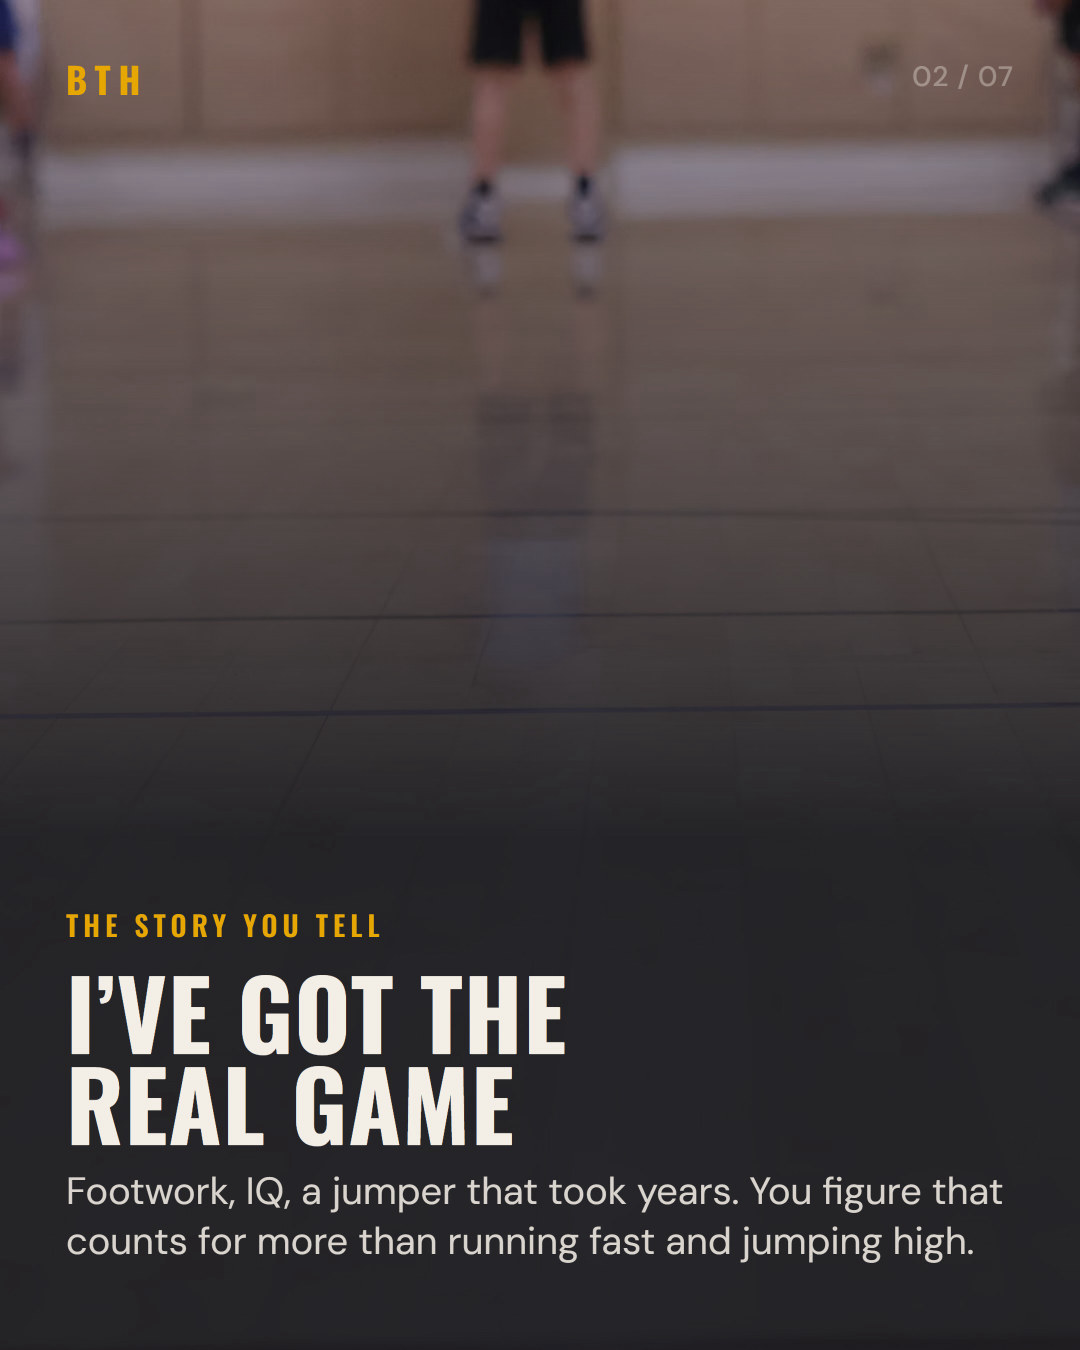 BTH
02 / 07
THE STORY YOU TELL
I’VE GOT THE
REAL GAME
Footwork, IQ, a jumper that took years. You figure that
counts for more than running fast and jumping high.